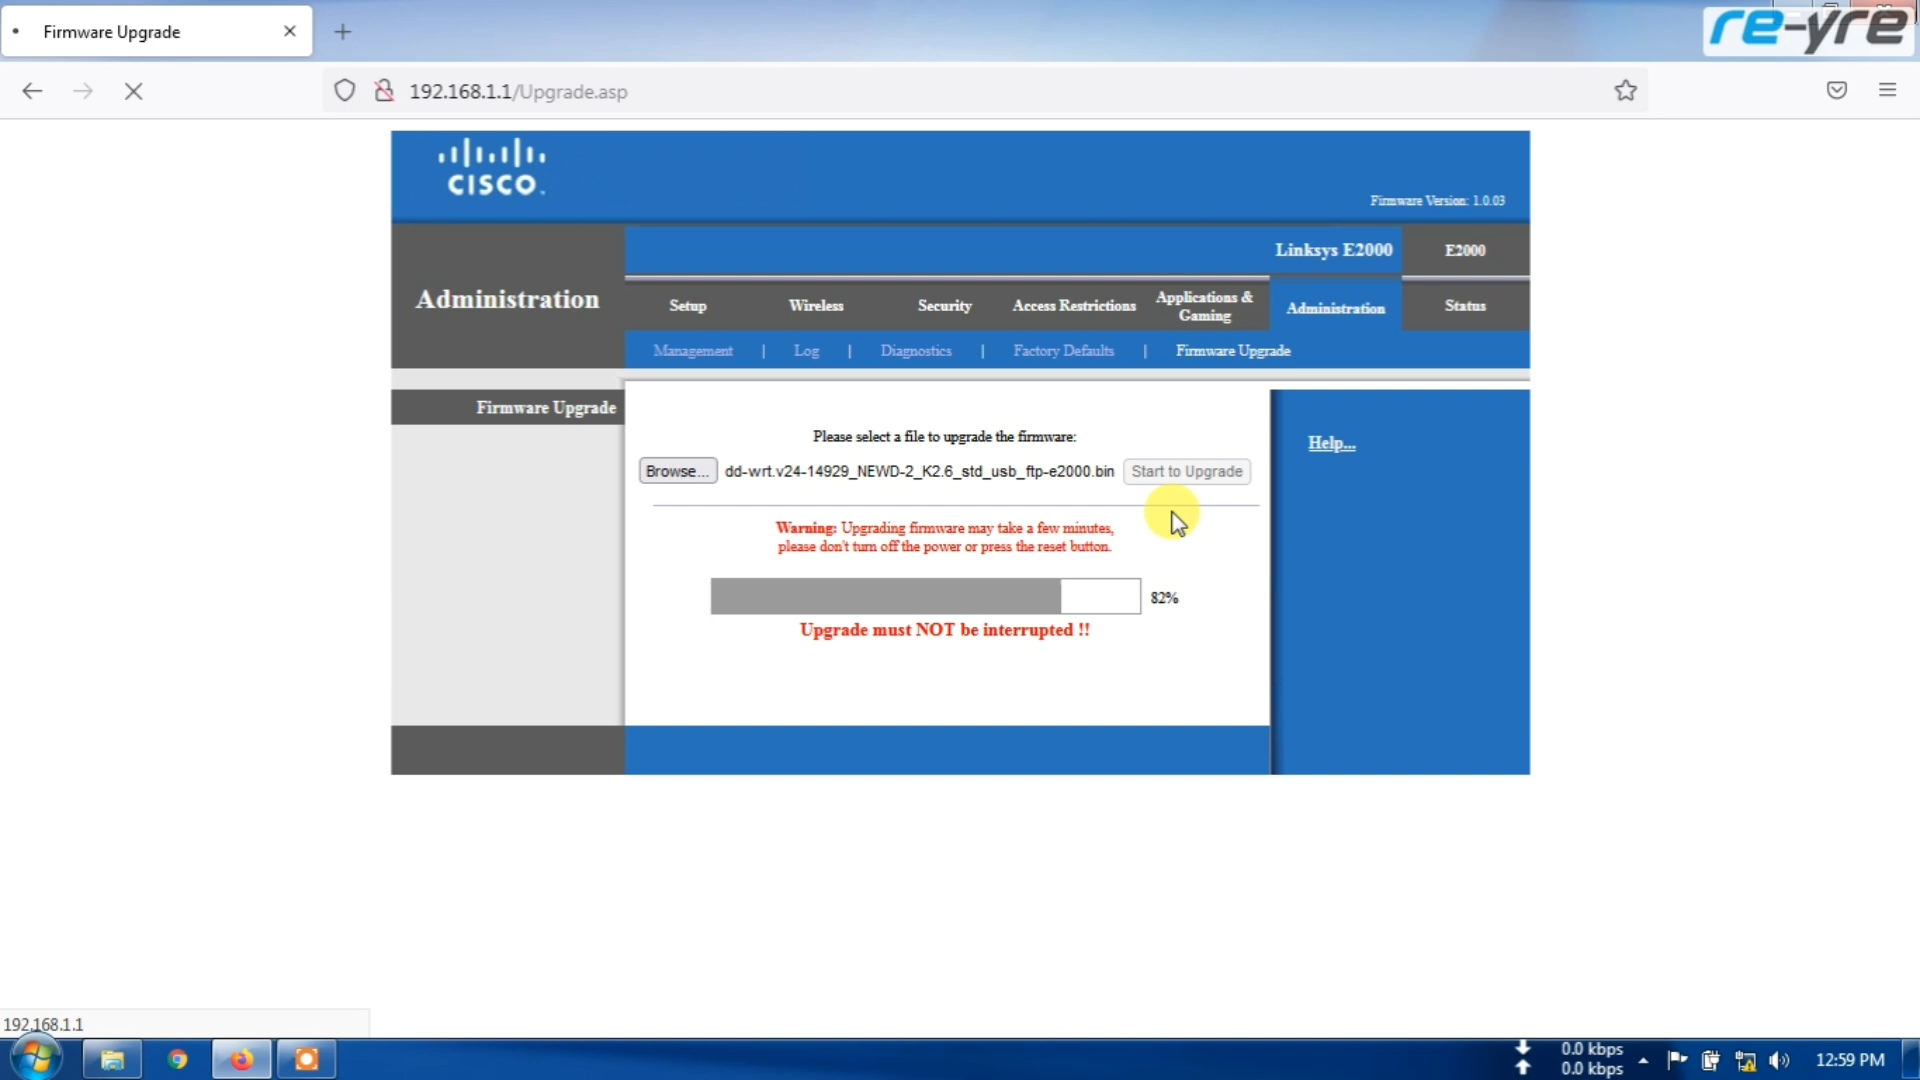 Firmware Upgrade
re-yre
192.168.1.1/Upgrade.asp
CISCO.
Firmware Version: 1.0.03
Linksys E2000
E2000
Administration
Setup
Wireless
Security
Access Restrictions
Applications &
Gaming
Administration
Status
Management | Log | Diagnostics | Factory Defaults | Firmware Upgrade
Firmware Upgrade
Please select a file to upgrade the firmware:
Help...
Browse... dd-wrt.v24-14929_NEWD-2_K2.6_std_usb_ftp-e2000.bin Start to Upgrade
Warning: Upgrading firmware may take a few minutes,
please don't turn off the power or press the reset button.
82%
Upgrade must NOT be interrupted !!
192.168.1.1
0.0 kbps
0.0 kbps
12:59 PM